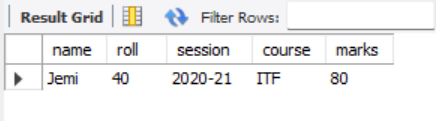 Result Grid Filter Rows:
name roll session course marks
Jemi 40 2020-21 ITF 80